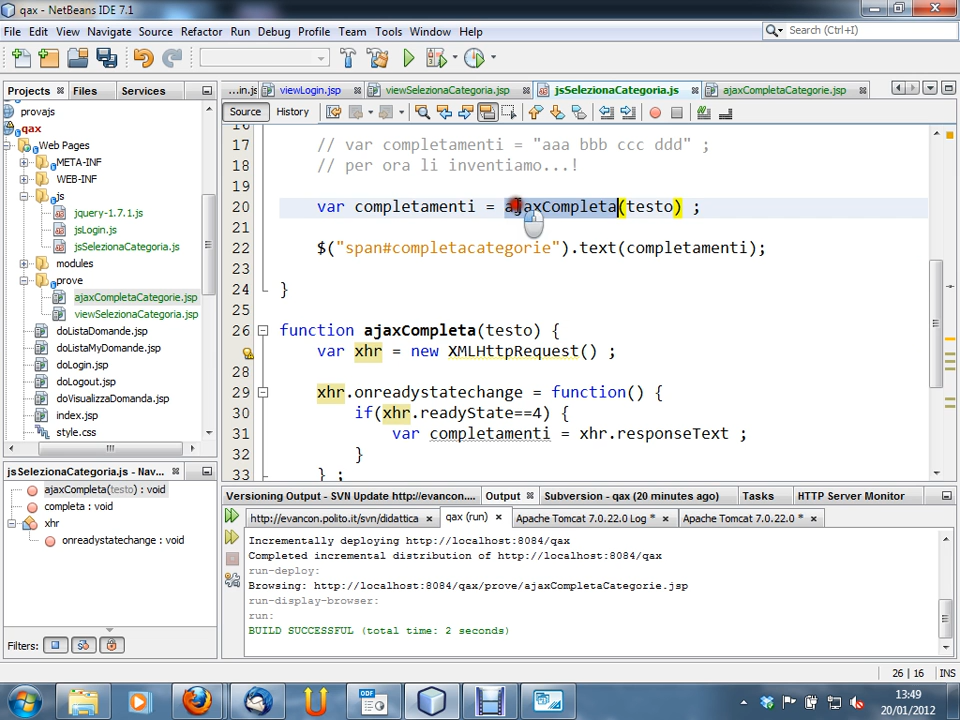 qax - NetBeans IDE 7.1
File Edit View Navigate Source Refactor Run Debug Profile Team Tools Window Help
Search (Ctrl+I)
Projects Files Services
...in.js viewLogin.jsp viewSelezionaCategoria.jsp jsSelezionaCategoria.js ajaxCompletaCategorie.jsp
Source History
provajs
qax
Web Pages
META-INF
WEB-INF
js
jquery-1.7.1.js
jsLogin.js
jsSelezionaCategoria.js
modules
prove
ajaxCompletaCategorie.jsp
viewSelezionaCategoria.jsp
doListaDomande.jsp
doListaMyDomande.jsp
doLogin.jsp
doLogout.jsp
doVisualizzaDomanda.jsp
index.jsp
style.css
16
17 // var completamenti = "aaa bbb ccc ddd" ;
18 // per ora li inventiamo...!
19
20 var completamenti = ajaxCompleta(testo) ;
21
22 $("span#completacategorie").text(completamenti);
23
24 }
25
26 function ajaxCompleta(testo) {
var xhr = new XMLHttpRequest() ;
28
29 xhr.onreadystatechange = function() {
30 if(xhr.readyState==4) {
31 var completamenti = xhr.responseText ;
32 }
33 } ;
jsSelezionaCategoria.js - Nav...
ajaxCompleta(testo) : void
completa : void
xhr
onreadystatechange : void
Filters:
Versioning Output - SVN Update http://evancon.... Output Subversion - qax (20 minutes ago) Tasks HTTP Server Monitor
http://evancon.polito.it/svn/didattica qax (run) Apache Tomcat 7.0.22.0 Log * Apache Tomcat 7.0.22.0 *
Incrementally deploying http://localhost:8084/qax
Completed incremental distribution of http://localhost:8084/qax
run-deploy:
Browsing: http://localhost:8084/qax/prove/ajaxCompletaCategorie.jsp
run-display-browser:
run:
BUILD SUCCESSFUL (total time: 2 seconds)
26 | 16 INS
ODF
13:49
20/01/2012